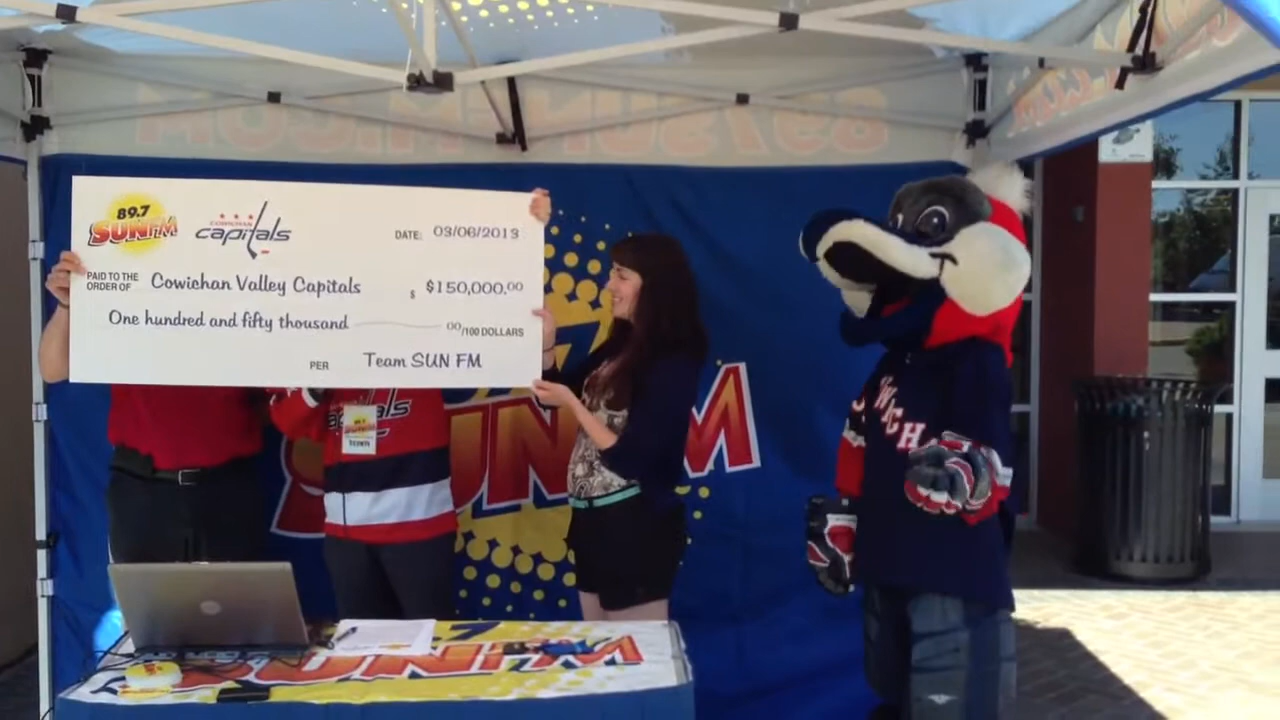 89.7
SUN FM
COWICHAN
capitals
DATE: 03/06/2013
PAID TO THE
ORDER OF
Cowichan Valley Capitals
$ $150,000.00
One hundred and fifty thousand
00/100 DOLLARS
PER Team SUN FM
SUN FM